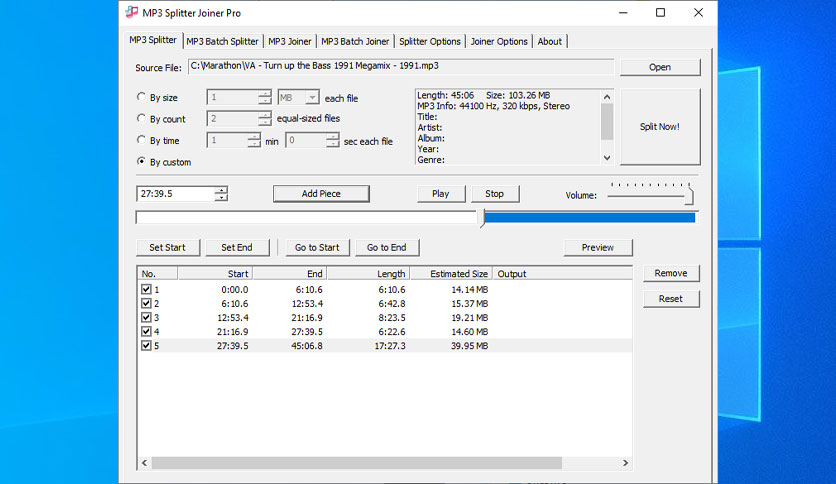 MP3 Splitter Joiner Pro
MP3 Splitter MP3 Batch Splitter MP3 Joiner MP3 Batch Joiner Splitter Options Joiner Options About
Source File: C:\Marathon\VA - Turn up the Bass 1991 Megamix - 1991.mp3 Open
By size 1 MB each file
By count 2 equal-sized files
By time 1 min 0 sec each file
By custom
Length: 45:06 Size: 103.26 MB
MP3 Info: 44100 Hz, 320 kbps, Stereo
Title:
Artist:
Album:
Year:
Genre:
Split Now!
27:39.5 Add Piece Play Stop Volume:
Set Start Set End Go to Start Go to End Preview
No. Start End Length Estimated Size Output
1 0:00.0 6:10.6 6:10.6 14.14 MB
2 6:10.6 12:53.4 6:42.8 15.37 MB
3 12:53.4 21:16.9 8:23.5 19.21 MB
4 21:16.9 27:39.5 6:22.6 14.60 MB
5 27:39.5 45:06.8 17:27.3 39.95 MB
Remove
Reset